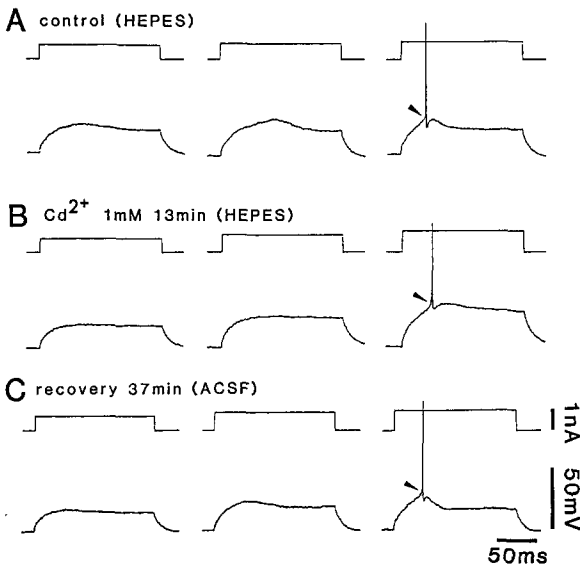 A control (HEPES)
B Cd2+ 1mM 13min (HEPES)
C recovery 37min (ACSF)
1nA
50mV
50ms